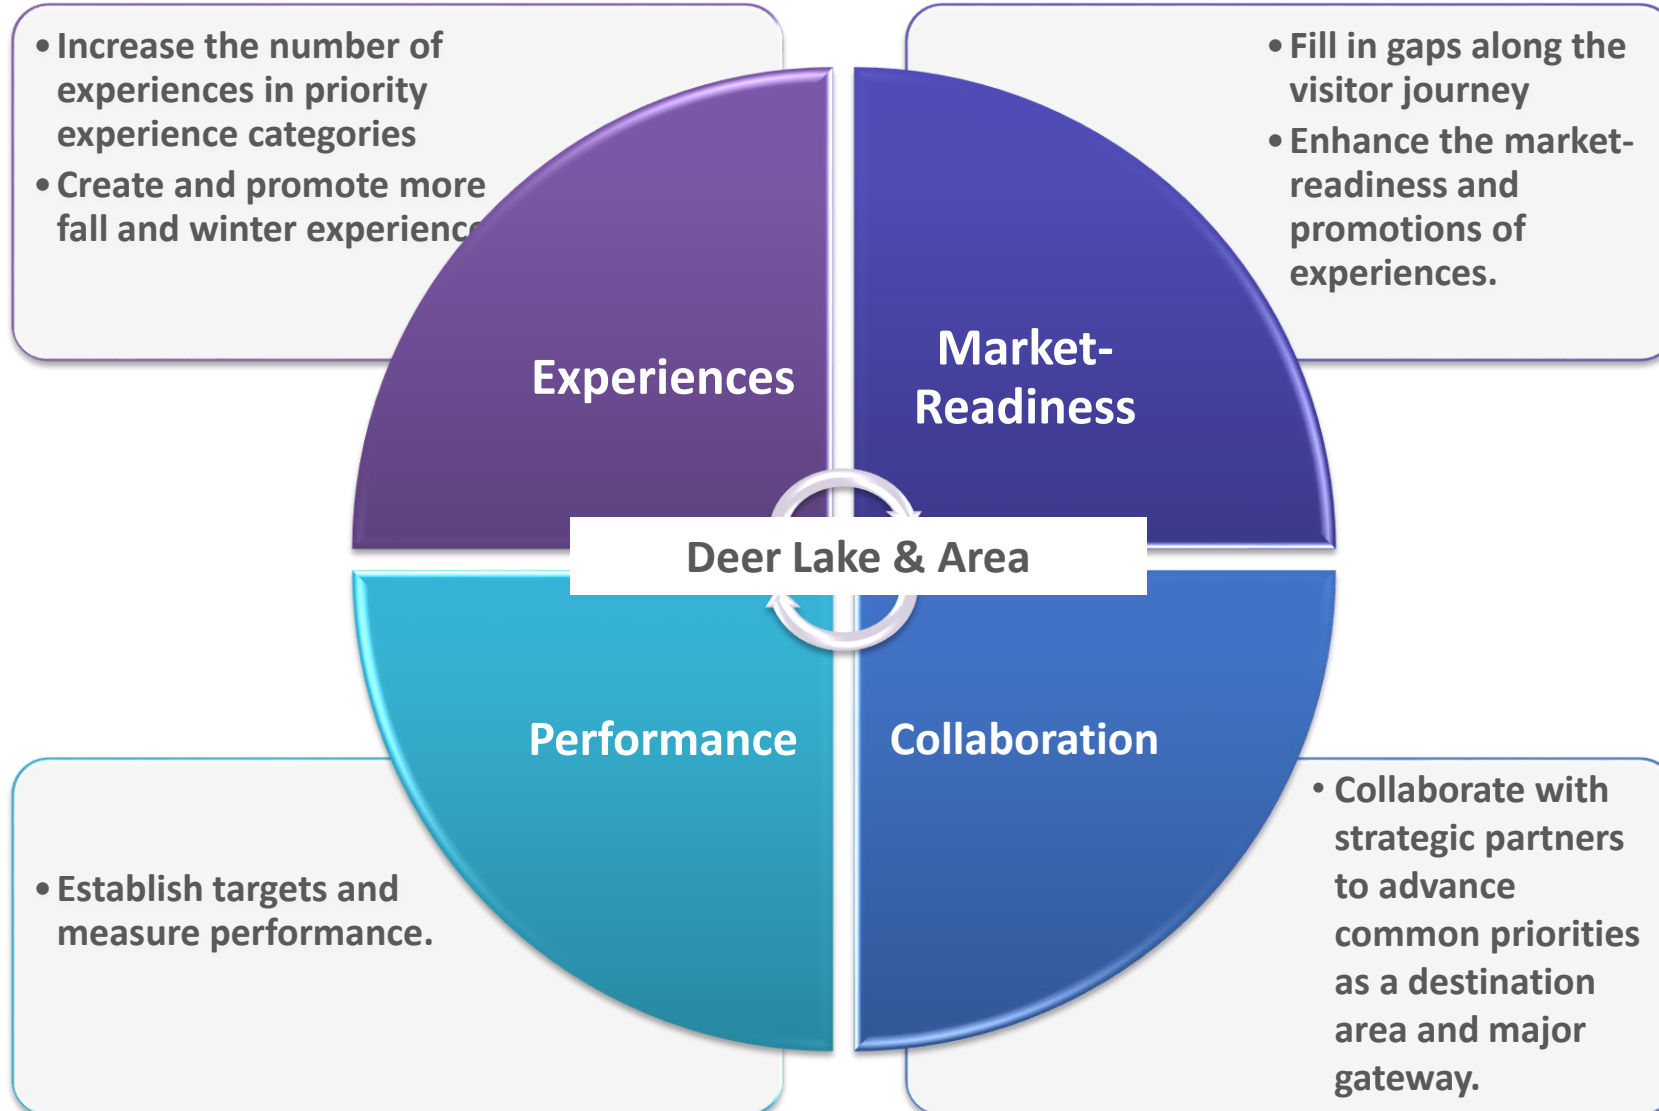 • Increase the number of
experiences in priority
experience categories
• Create and promote more
fall and winter experienc
• Fill in gaps along the
visitor journey
• Enhance the market-
readiness and
promotions of
experiences.
Experiences
Market-
Readiness
Deer Lake & Area
Performance
Collaboration
• Establish targets and
measure performance.
• Collaborate with
strategic partners
to advance
common priorities
as a destination
area and major
gateway.